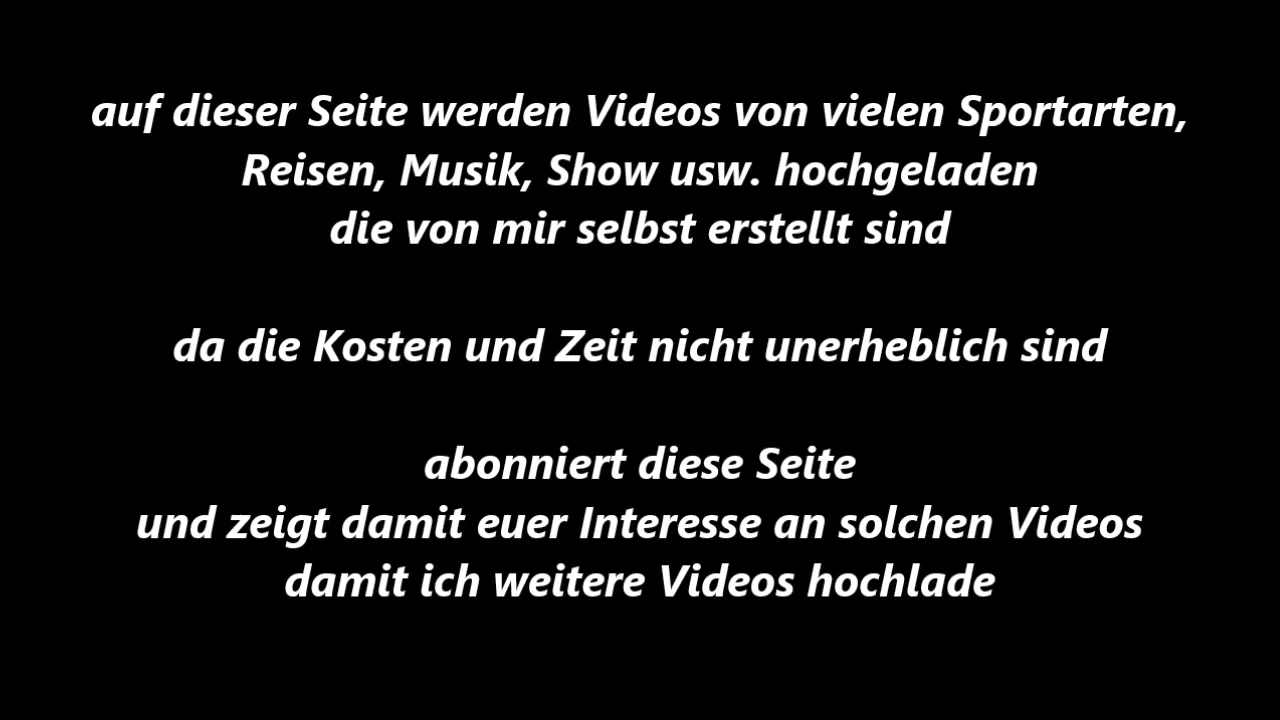 auf dieser Seite werden Videos von vielen Sportarten,
Reisen, Musik, Show usw. hochgeladen
die von mir selbst erstellt sind
da die Kosten und Zeit nicht unerheblich sind
abonniert diese Seite
und zeigt damit euer Interesse an solchen Videos
damit ich weitere Videos hochlade